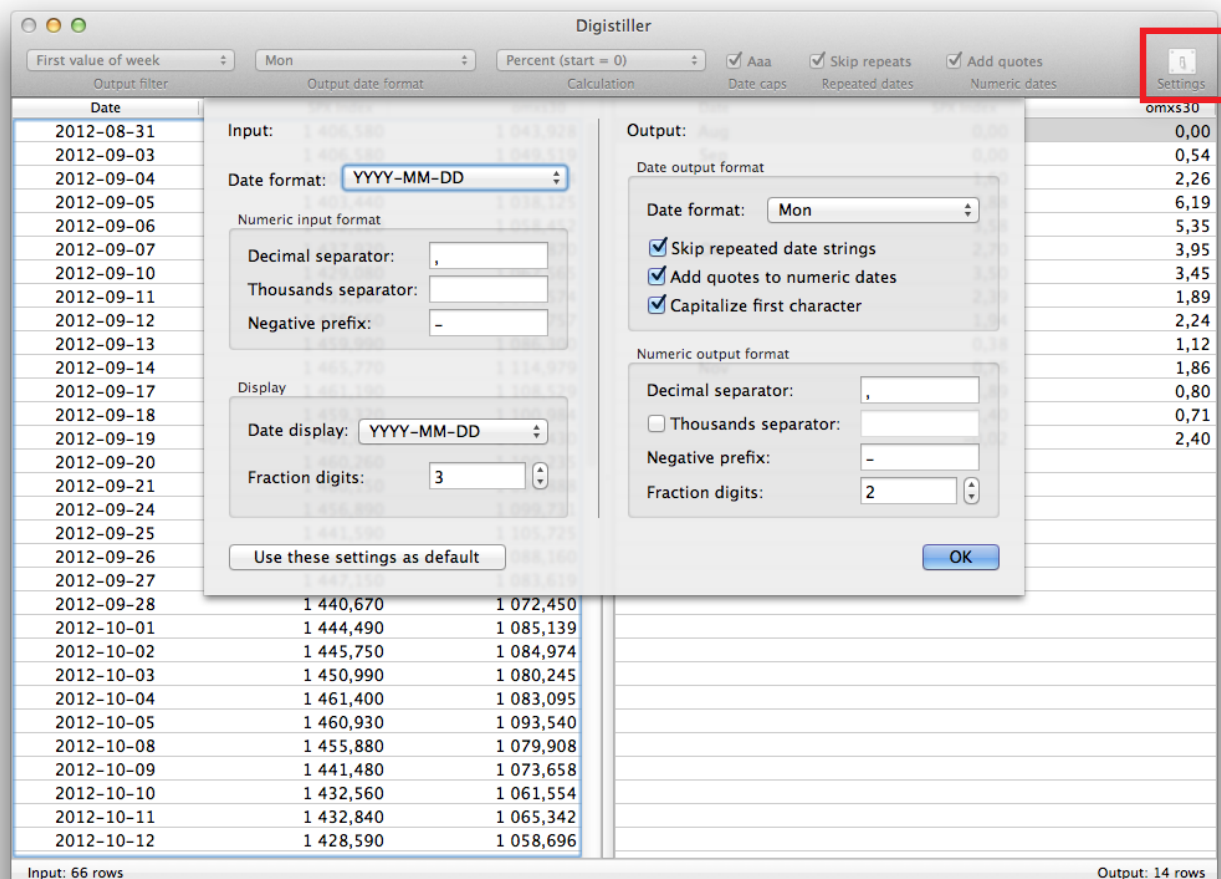 Digistiller
First value of week Mon Percent (start = 0) Aaa Skip repeats Add quotes
Output filter Output date format Calculation Date caps Repeated dates Numeric dates Settings
Date omxs30
2012-08-31
2012-09-03
2012-09-04
2012-09-05
2012-09-06
2012-09-07
2012-09-10
2012-09-11
2012-09-12
2012-09-13
2012-09-14
2012-09-17
2012-09-18
2012-09-19
2012-09-20
2012-09-21
2012-09-24
2012-09-25
2012-09-26
2012-09-27
2012-09-28 1 440,670 1 072,450
2012-10-01 1 444,490 1 085,139
2012-10-02 1 445,750 1 084,974
2012-10-03 1 450,990 1 080,245
2012-10-04 1 461,400 1 083,095
2012-10-05 1 460,930 1 093,540
2012-10-08 1 455,880 1 079,908
2012-10-09 1 441,480 1 073,658
2012-10-10 1 432,560 1 061,554
2012-10-11 1 432,840 1 065,342
2012-10-12 1 428,590 1 058,696
Input:
Date format: YYYY-MM-DD
Numeric input format
Decimal separator: ,
Thousands separator:
Negative prefix: -
Display
Date display: YYYY-MM-DD
Fraction digits: 3
Use these settings as default
Output:
Date output format
Date format: Mon
Skip repeated date strings
Add quotes to numeric dates
Capitalize first character
Numeric output format
Decimal separator: ,
Thousands separator:
Negative prefix: -
Fraction digits: 2
OK
0,00
0,54
2,26
6,19
5,35
3,95
3,45
1,89
2,24
1,12
1,86
0,80
0,71
2,40
Input: 66 rows Output: 14 rows